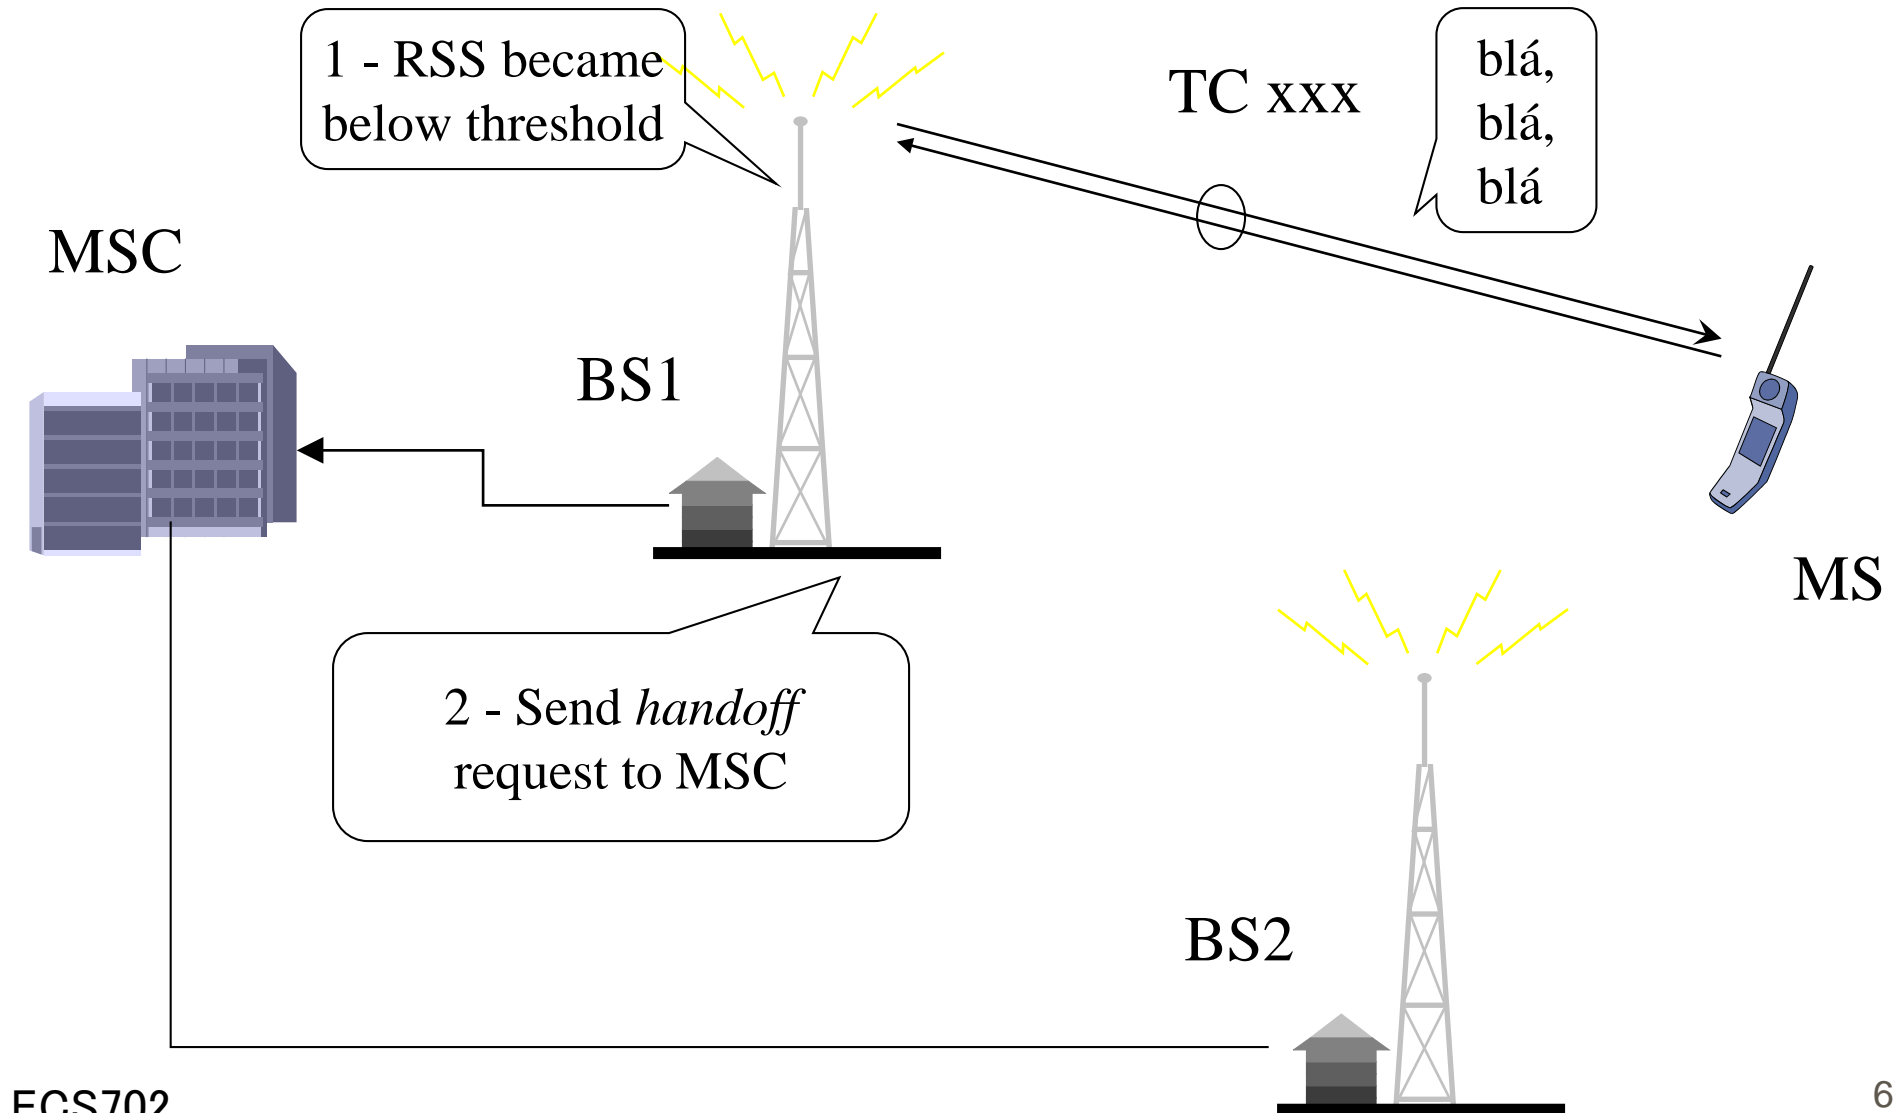 1 - RSS became
below threshold
TC xxx
blá,
blá,
blá
MSC
BS1
MS
2 - Send handoff
request to MSC
BS2
ECS702
6